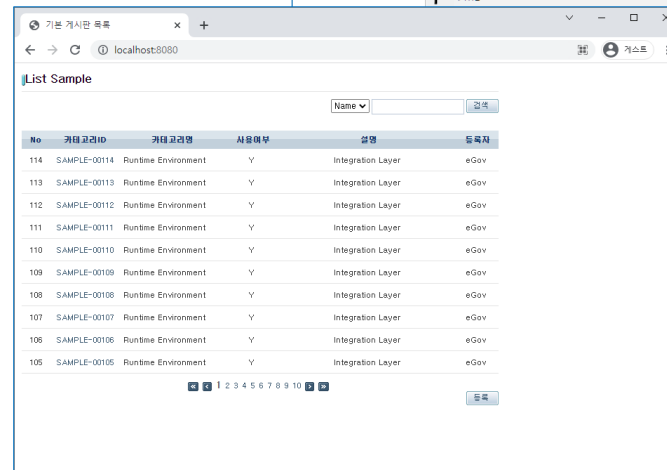 기본 게시판 목록
localhost:8080
게스트
List Sample
Name 검색
No 카테고리ID 카테고리명 사용여부 설명 등록자
114 SAMPLE-00114 Runtime Environment Y Integration Layer eGov
113 SAMPLE-00113 Runtime Environment Y Integration Layer eGov
112 SAMPLE-00112 Runtime Environment Y Integration Layer eGov
111 SAMPLE-00111 Runtime Environment Y Integration Layer eGov
110 SAMPLE-00110 Runtime Environment Y Integration Layer eGov
109 SAMPLE-00109 Runtime Environment Y Integration Layer eGov
108 SAMPLE-00108 Runtime Environment Y Integration Layer eGov
107 SAMPLE-00107 Runtime Environment Y Integration Layer eGov
106 SAMPLE-00106 Runtime Environment Y Integration Layer eGov
105 SAMPLE-00105 Runtime Environment Y Integration Layer eGov
1 2 3 4 5 6 7 8 9 10
등록